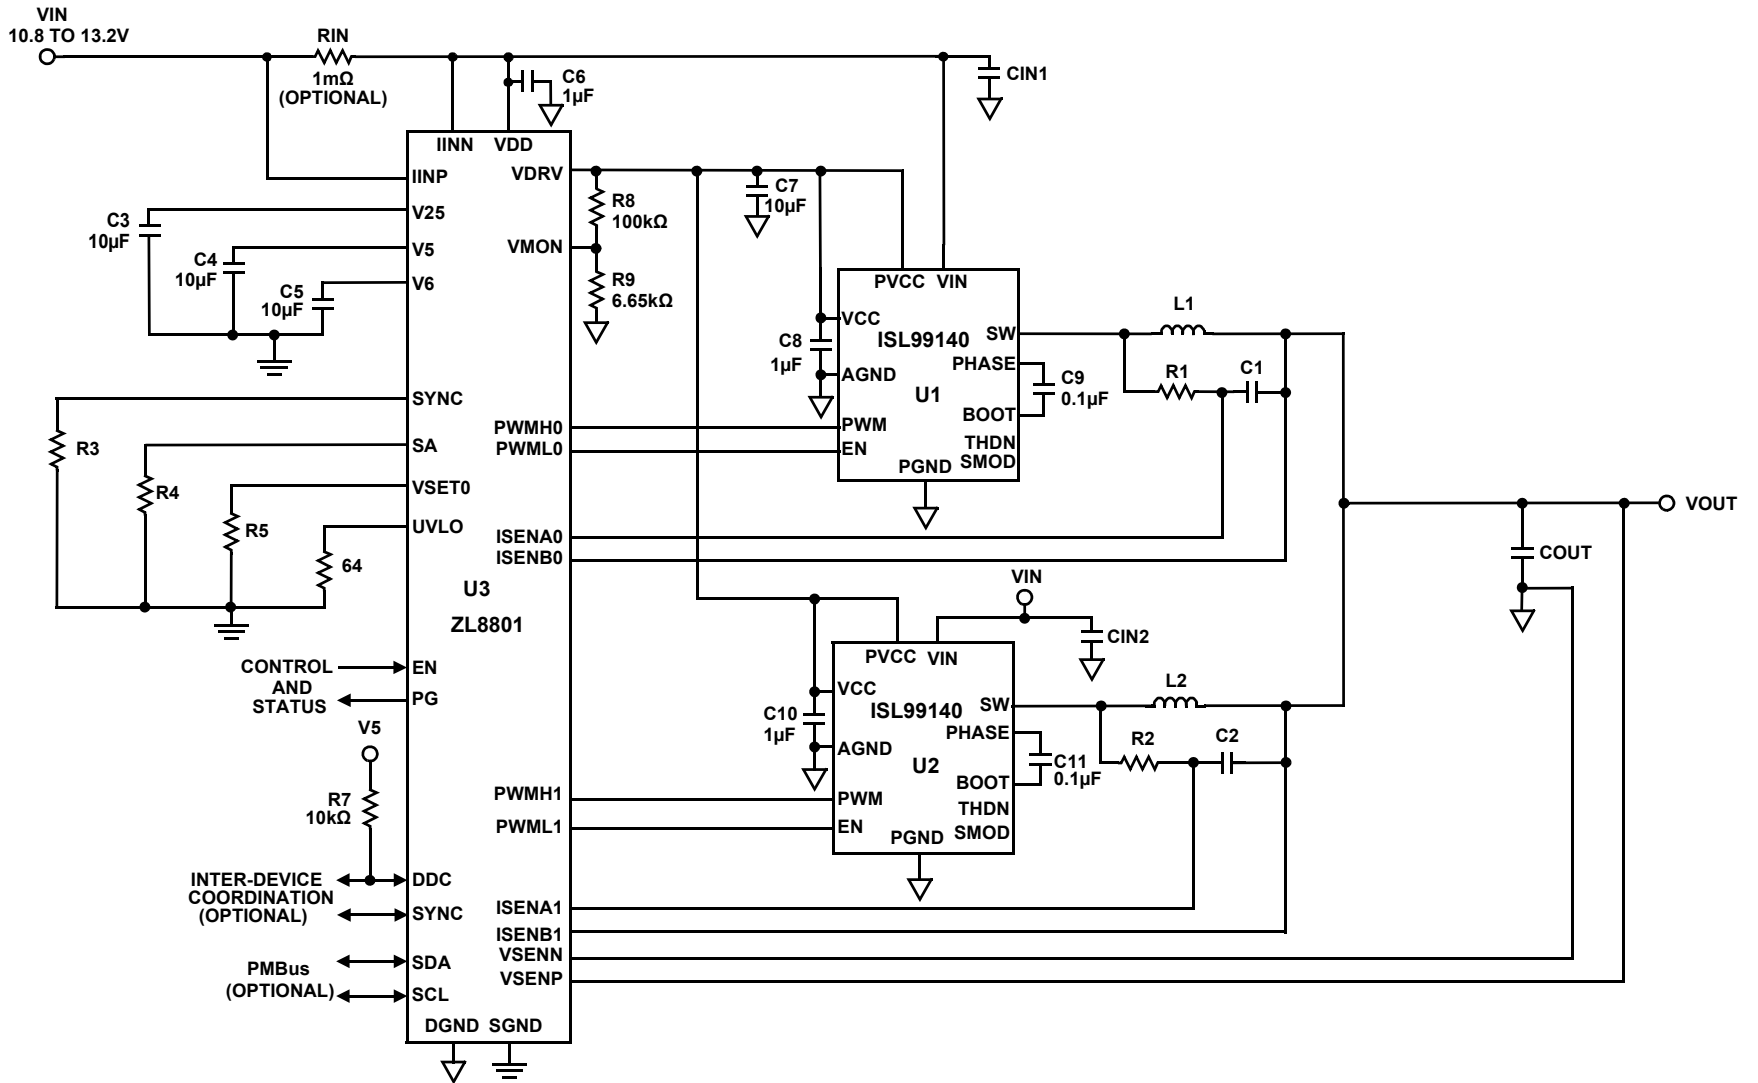 VIN
10.8 TO 13.2V
RIN
1mΩ
(OPTIONAL)
C6
1µF
CIN1
IINN
VDD
IINP
VDRV
V25
C3
10µF
V5
C4
10µF
V6
C5
10µF
R8
100kΩ
VMON
R9
6.65kΩ
C7
10µF
PVCC
VIN
VCC
ISL99140
SW
PHASE
C8
1µF
AGND
U1
BOOT
C9
0.1µF
PWM
EN
THDN
SMOD
PGND
L1
R1
C1
SYNC
R3
SA
R4
VSET0
R5
UVLO
64
PWMH0
PWML0
ISENA0
ISENB0
U3
ZL8801
VOUT
COUT
VIN
CIN2
CONTROL
AND
STATUS
EN
PG
V5
R7
10kΩ
PVCC
VIN
VCC
ISL99140
SW
PHASE
C10
1µF
AGND
U2
BOOT
C11
0.1µF
PWM
EN
THDN
SMOD
PGND
L2
R2
C2
PWMH1
PWML1
INTER-DEVICE
COORDINATION
(OPTIONAL)
DDC
SYNC
ISENA1
ISENB1
VSENN
VSENP
PMBus
(OPTIONAL)
SDA
SCL
DGND
SGND